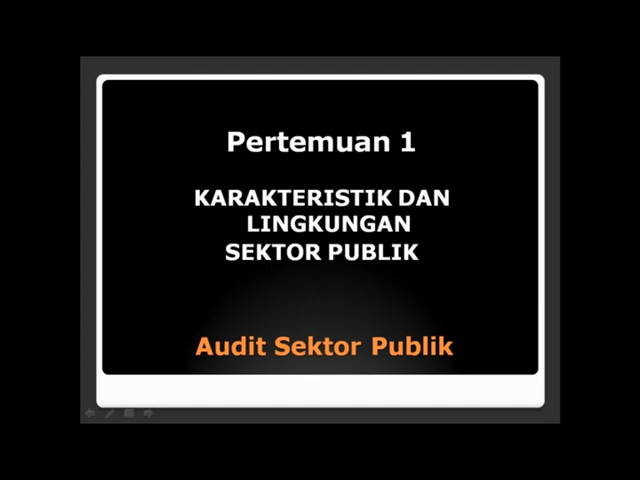 Pertemuan 1
KARAKTERISTIK DAN
LINGKUNGAN
SEKTOR PUBLIK
Audit Sektor Publik